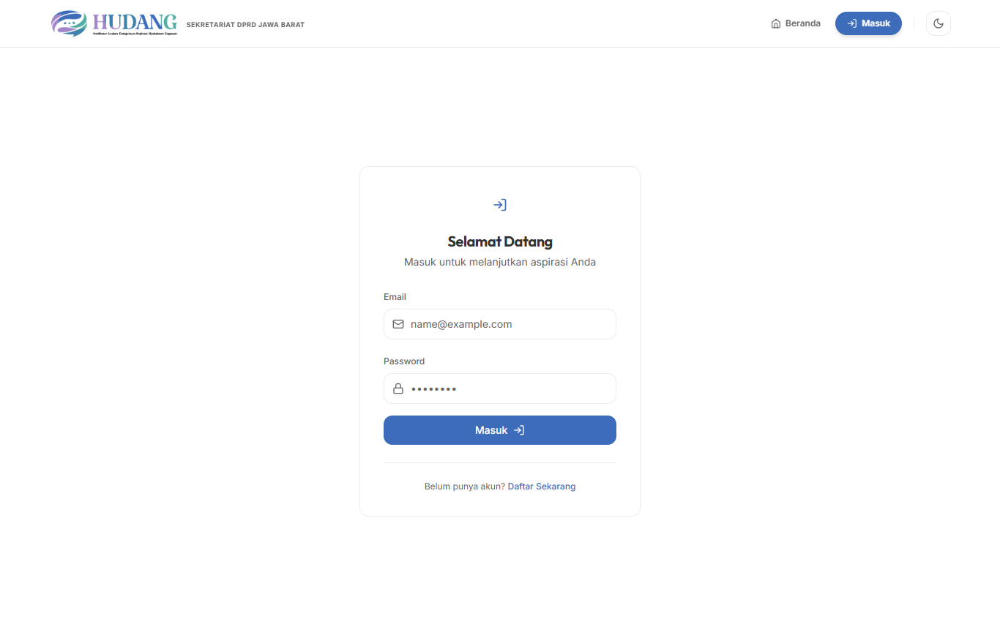 HUDANG
Hadirkan Usulan, Dengarkan Aspirasi, Nyatakan Gagasan.
SEKRETARIAT DPRD JAWA BARAT
Beranda
Masuk
Selamat Datang
Masuk untuk melanjutkan aspirasi Anda
Email
name@example.com
Password
••••••••
Masuk
Belum punya akun? Daftar Sekarang